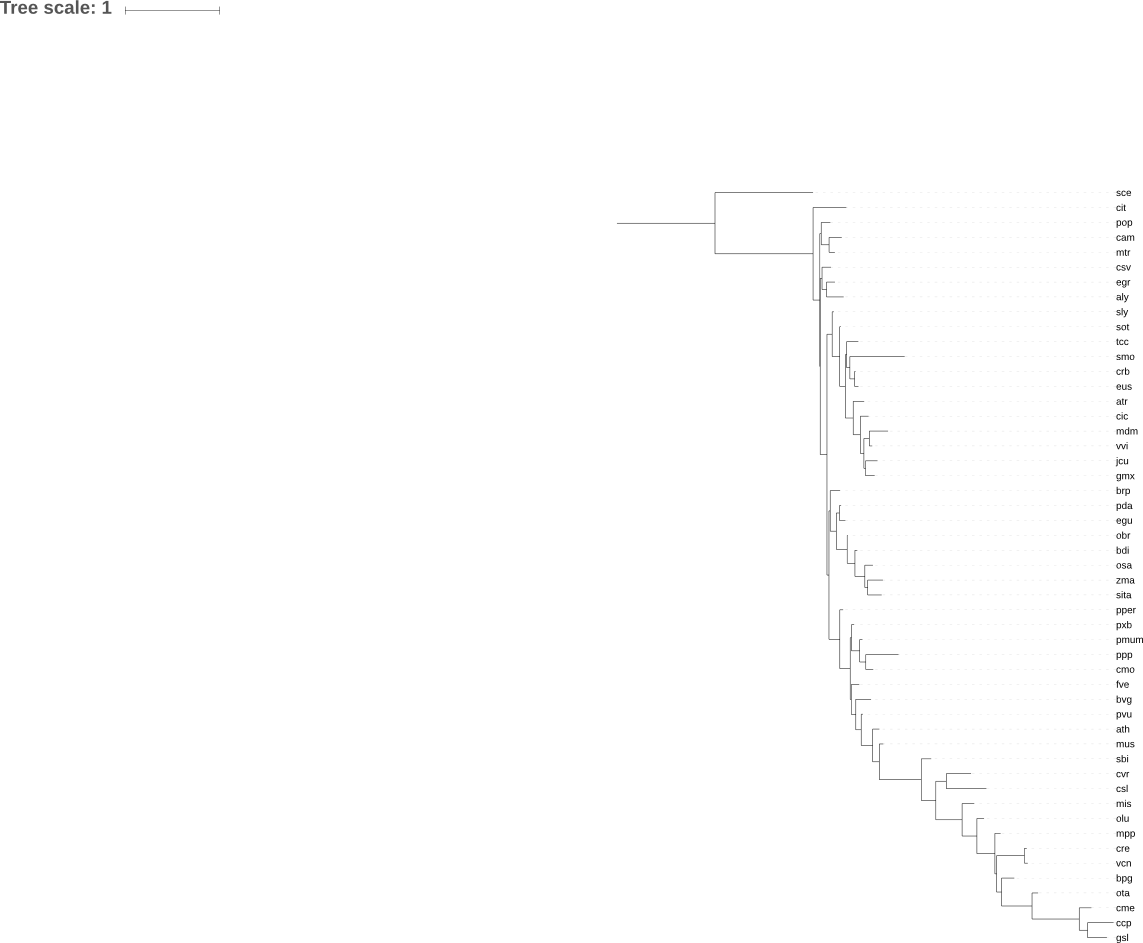 Tree scale: 1
sce
cit
pop
cam
mtr
csv
egr
aly
sly
sot
tcc
smo
crb
eus
atr
cic
mdm
vvi
jcu
gmx
brp
pda
egu
obr
bdi
osa
zma
sita
pper
pxb
pmum
ppp
cmo
fve
bvg
pvu
ath
mus
sbi
cvr
csl
mis
olu
mpp
cre
vcn
bpg
ota
cme
ccp
gsl